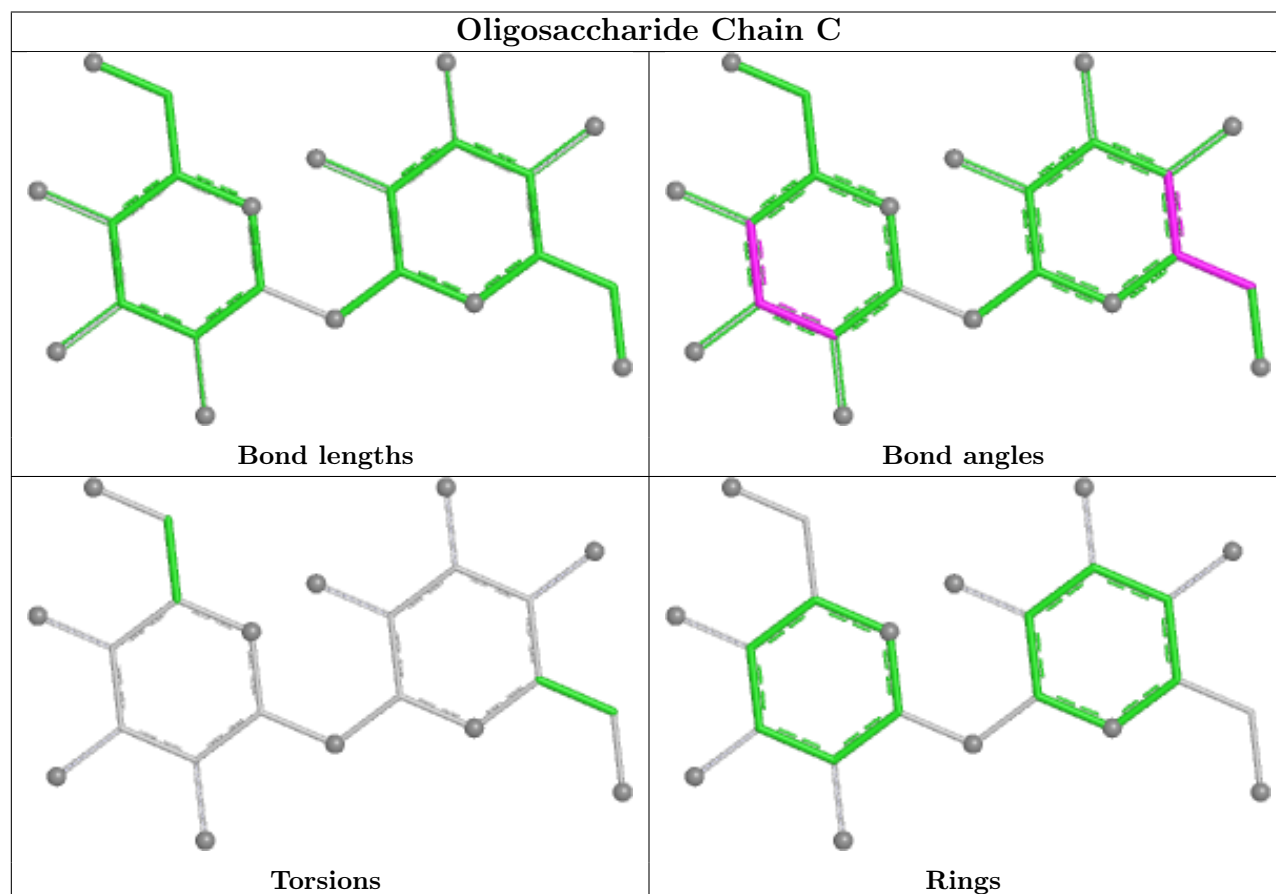 Oligosaccharide Chain C
Bond lengths
Bond angles
Torsions
Rings